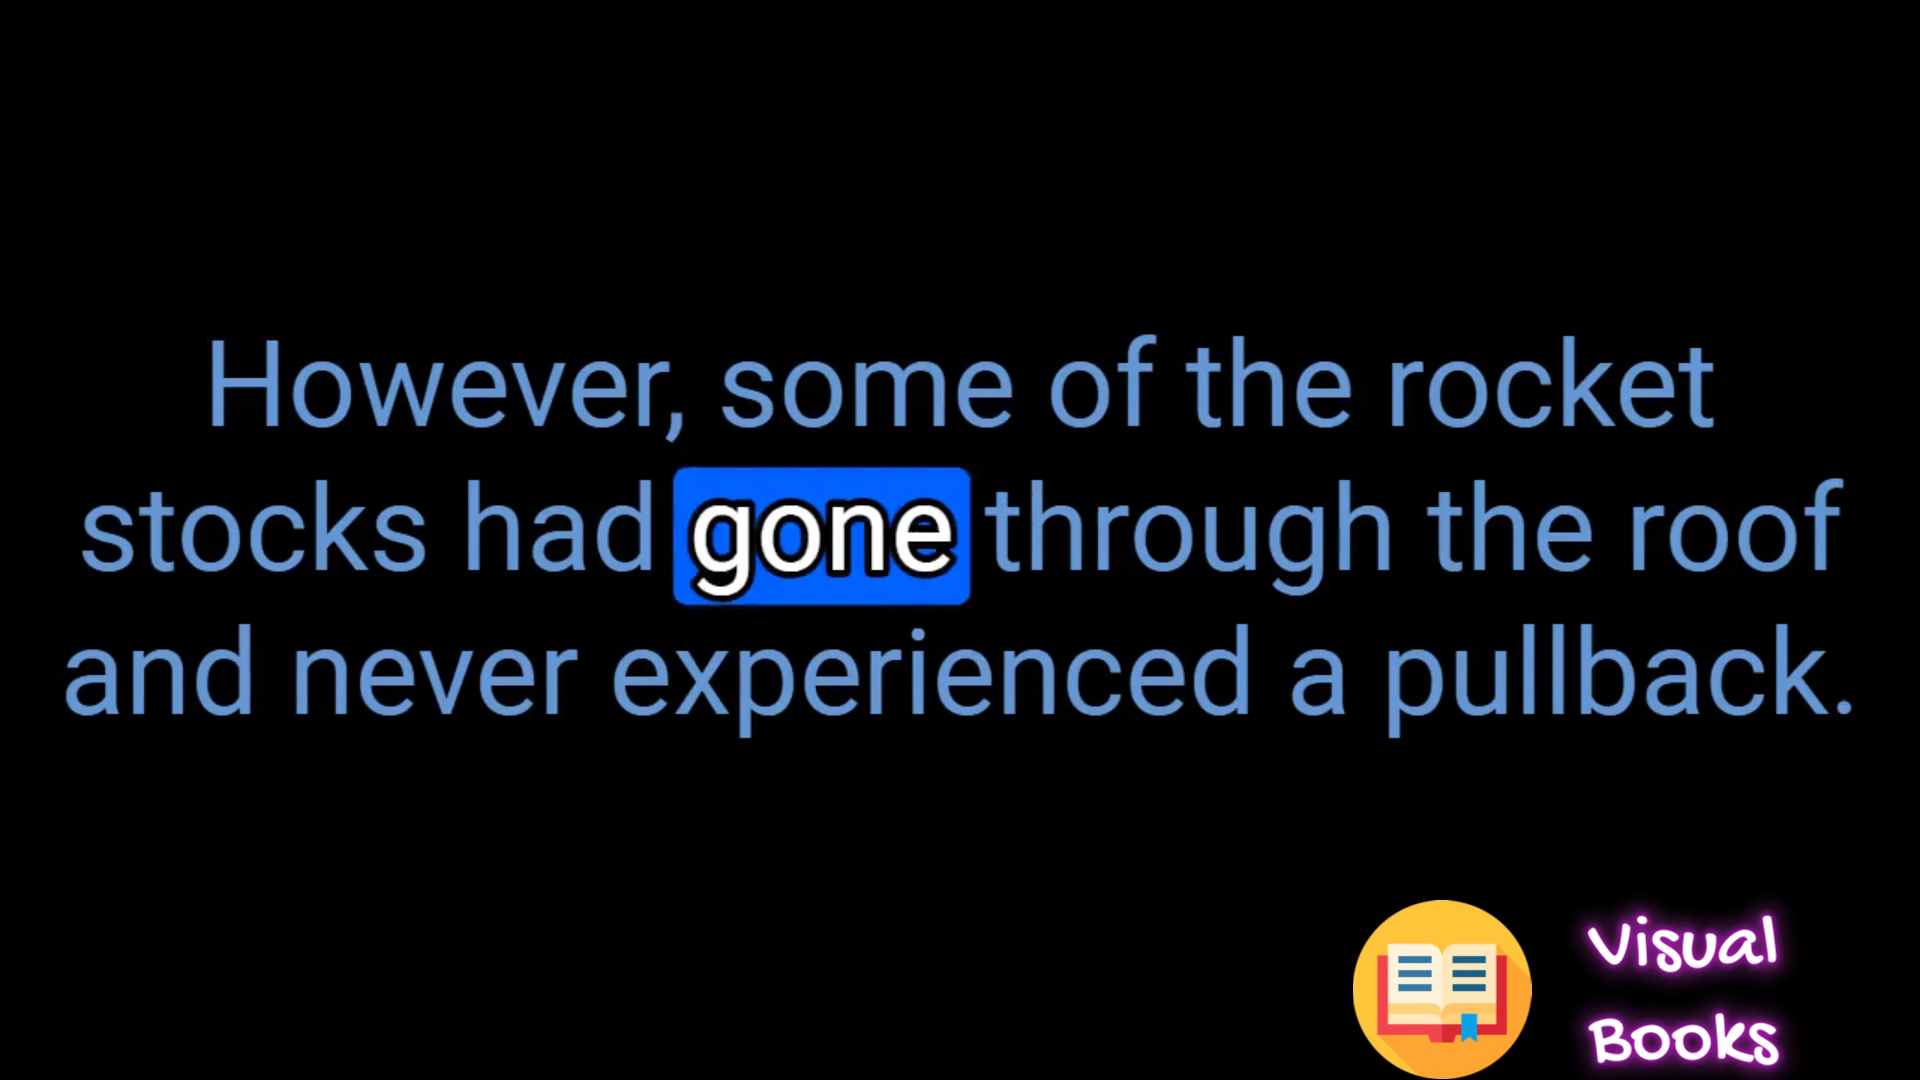 However, some of the rocket
stocks had gone through the roof
and never experienced a pullback.
Visual
Books